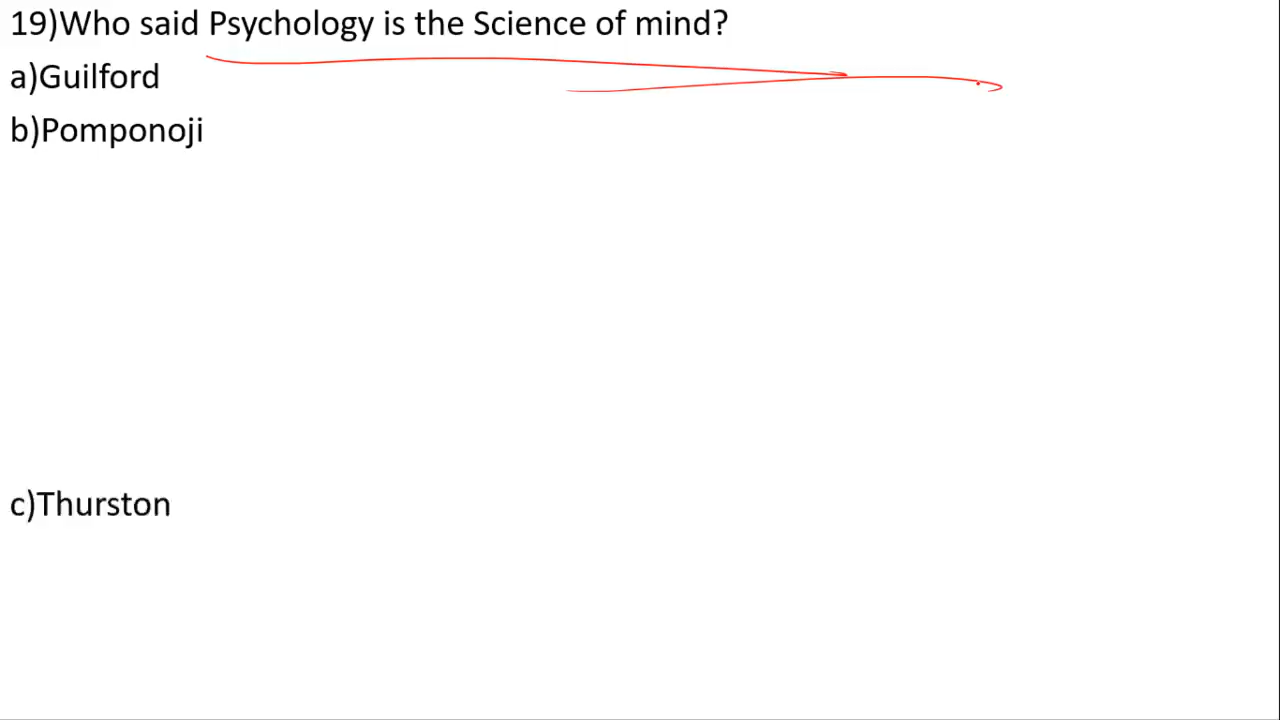 19)Who said Psychology is the Science of mind?
a)Guilford
b)Pomponoji
c)Thurston